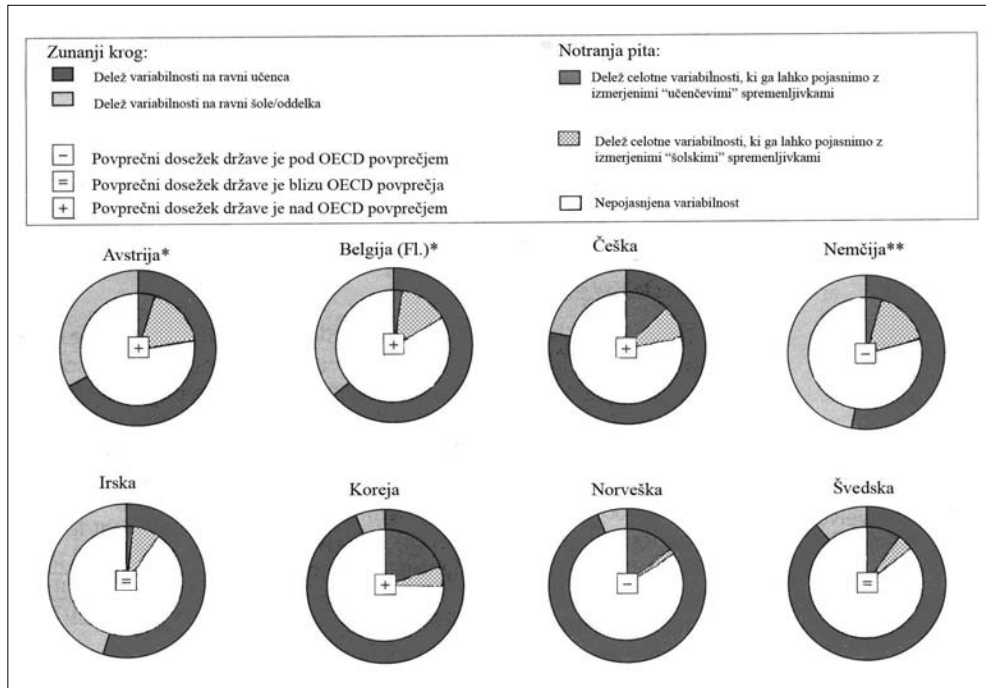 Zunanji krog:
Delež variabilnosti na ravni učenca
Delež variabilnosti na ravni šole/oddelka
− Povprečni dosežek države je pod OECD povprečjem
= Povprečni dosežek države je blizu OECD povprečja
+ Povprečni dosežek države je nad OECD povprečjem
Notranja pita:
Delež celotne variabilnosti, ki ga lahko pojasnimo z
izmerjenimi “učenčevimi” spremenljivkami
Delež celotne variabilnosti, ki ga lahko pojasnimo z
izmerjenimi “šolskimi” spremenljivkami
Nepojasnjena variabilnost
Avstrija*
Belgija (Fl.)*
Češka
Nemčija**
+
+
+
−
Irska
Koreja
Norveška
Švedska
=
+
−
=